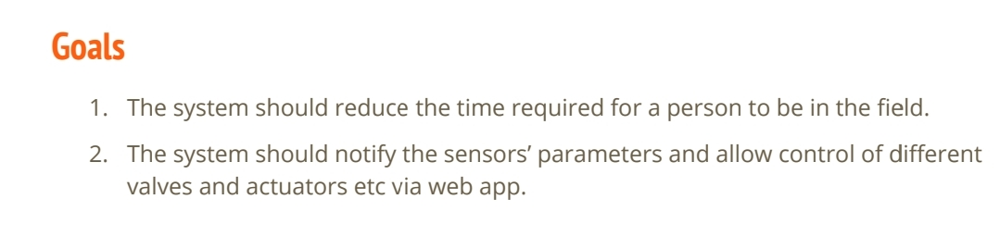 Goals
1. The system should reduce the time required for a person to be in the field.
2. The system should notify the sensors’ parameters and allow control of different
valves and actuators etc via web app.